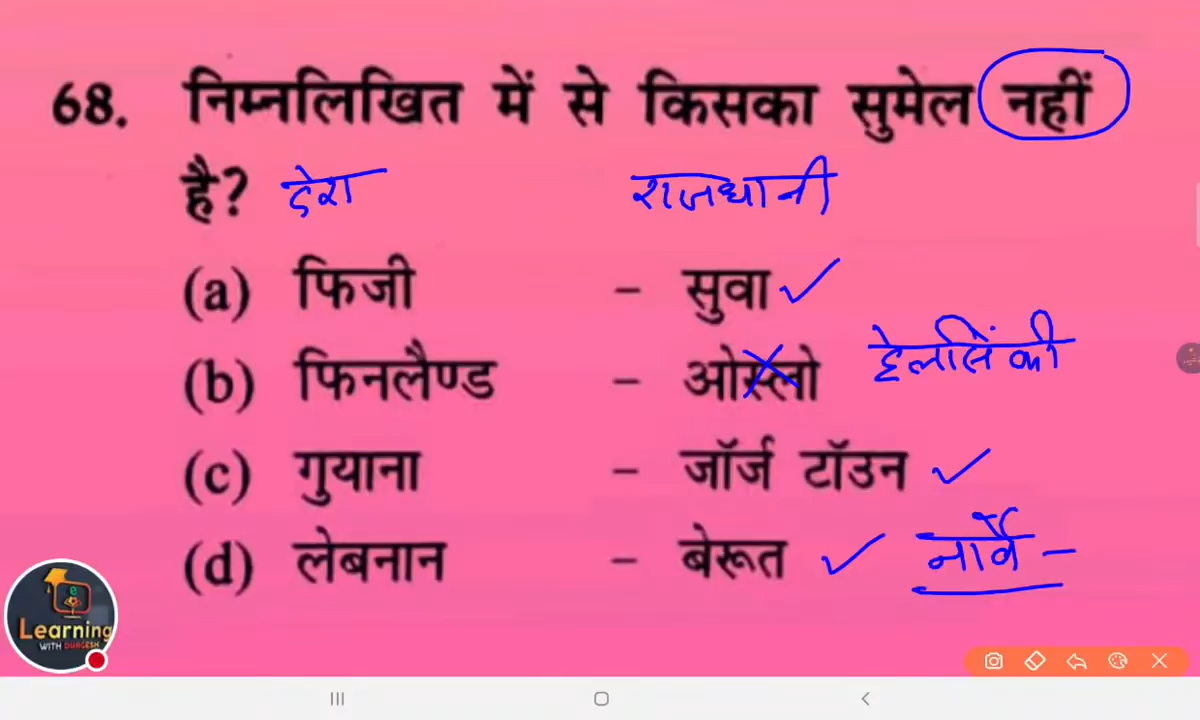 68. निम्नलिखित में से किसका सुमेल नहीं
है? देश राजधानी
(a) फिजी - सुवा
(b) फिनलैण्ड - ओस्लो हेलसिंकी
(c) गुयाना - जॉर्ज टॉउन
(d) लेबनान - बेरूत नार्वे -
e
Learning
WITH DURGESH